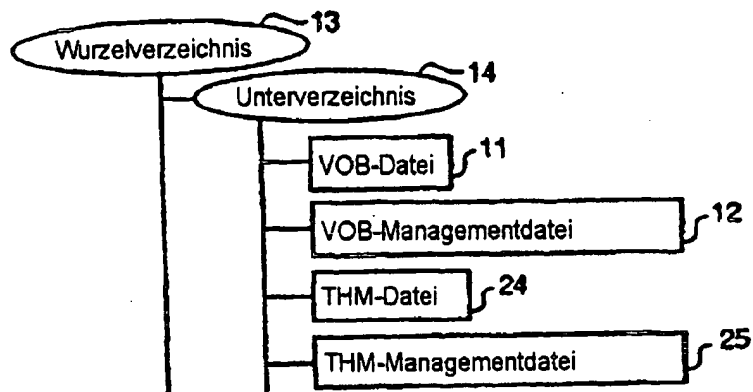 13
Wurzelverzeichnis
14
Unterverzeichnis
11
VOB-Datei
12
VOB-Managementdatei
24
THM-Datei
25
THM-Managementdatei